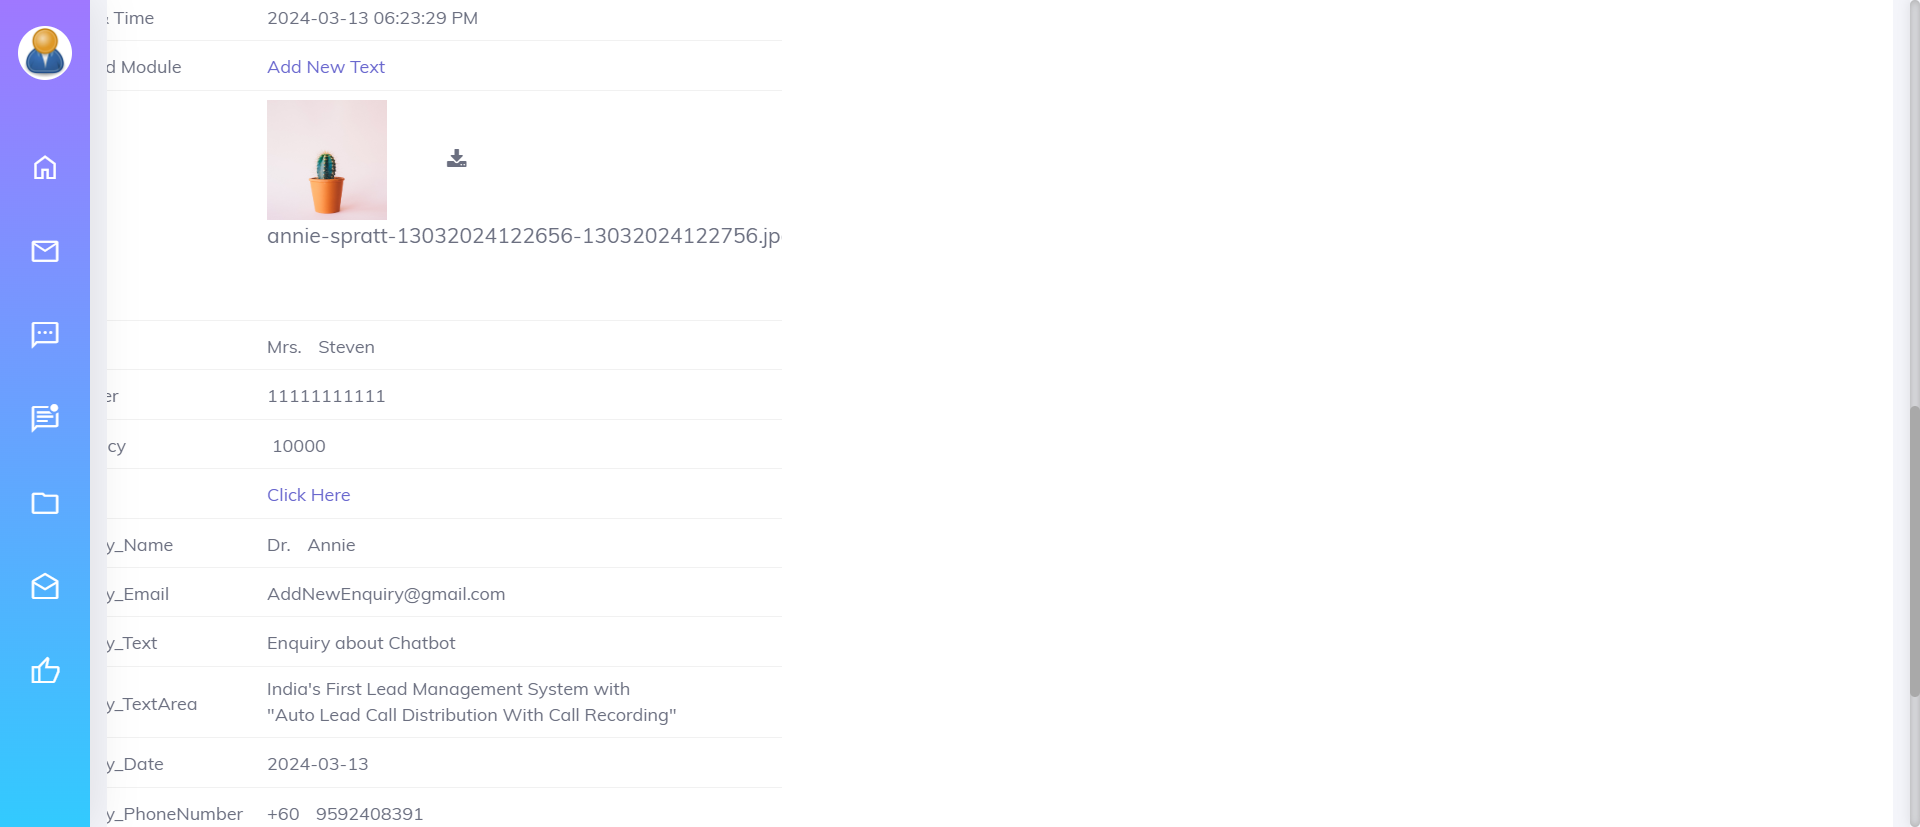 Time 2024-03-13 06:23:29 PM
d Module Add New Text
annie-spratt-13032024122656-13032024122756.jp
Mrs. Steven
er 11111111111
cy 10000
Click Here
y_Name Dr. Annie
y_Email AddNewEnquiry@gmail.com
y_Text Enquiry about Chatbot
India's First Lead Management System with
y_TextArea
"Auto Lead Call Distribution With Call Recording"
y_Date 2024-03-13
y_PhoneNumber +60 9592408391